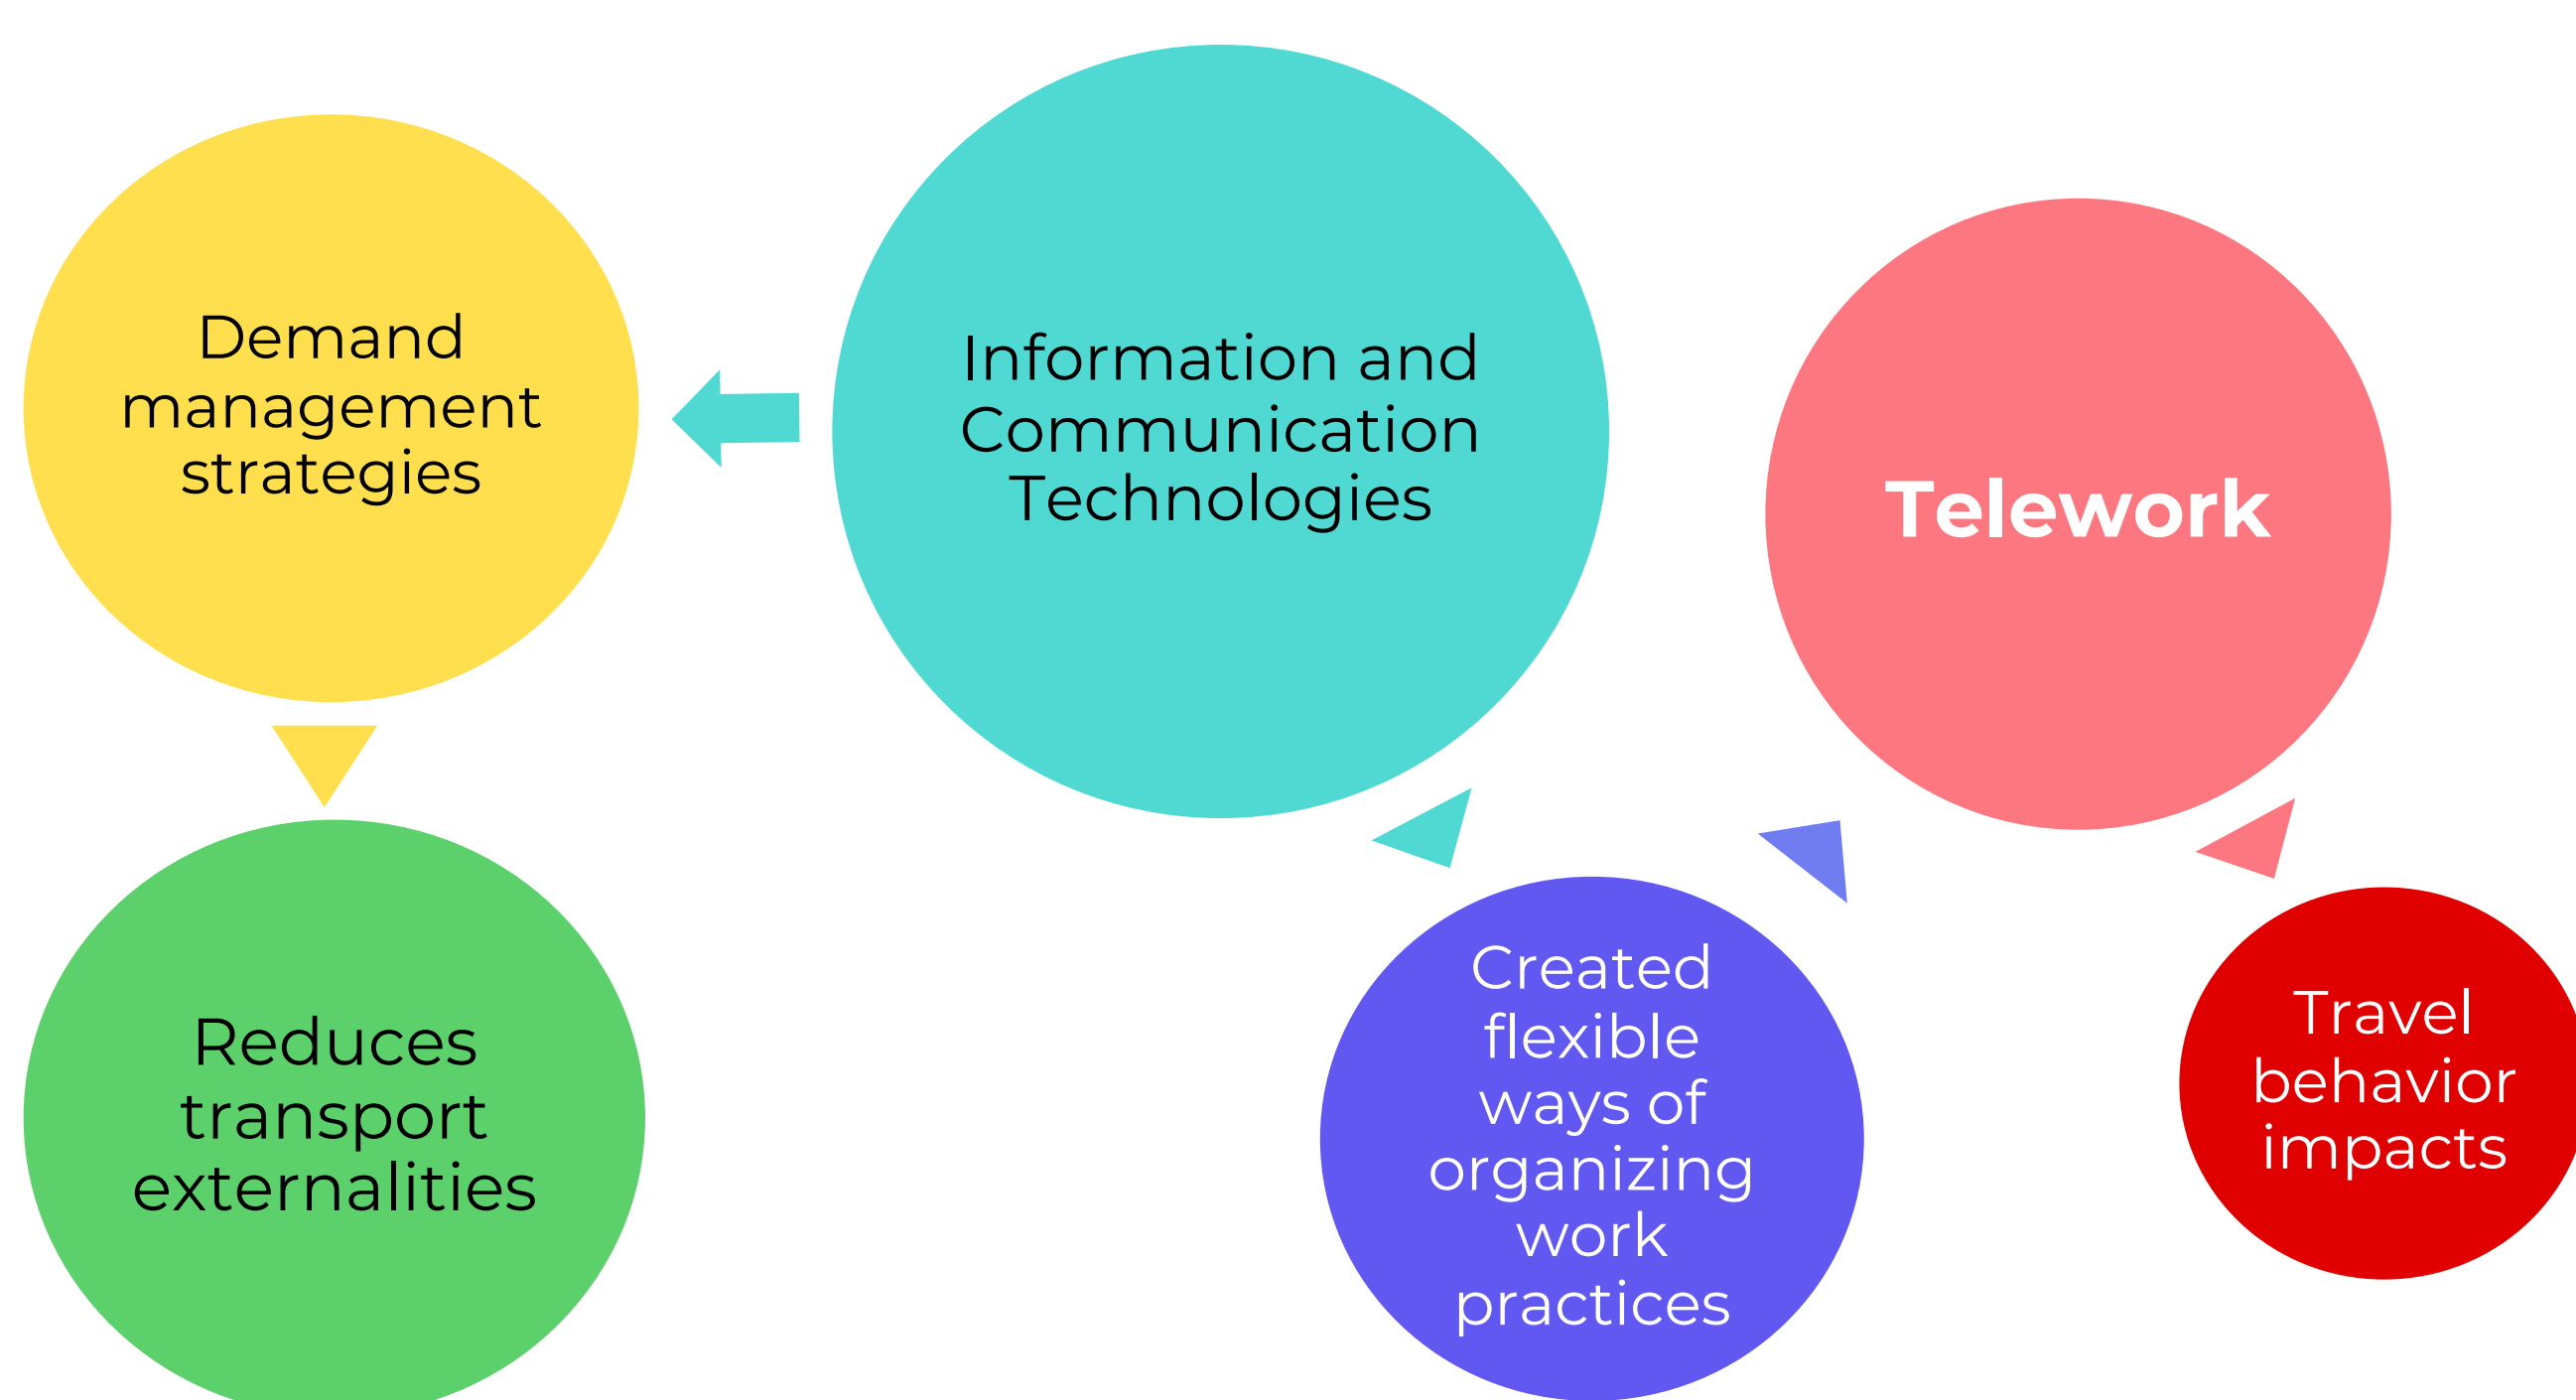 Demand
management
strategies
Information and
Communication
Technologies
Telework
Reduces
transport
externalities
Created
flexible
ways of
organizing
work
practices
Travel
behavior
impacts